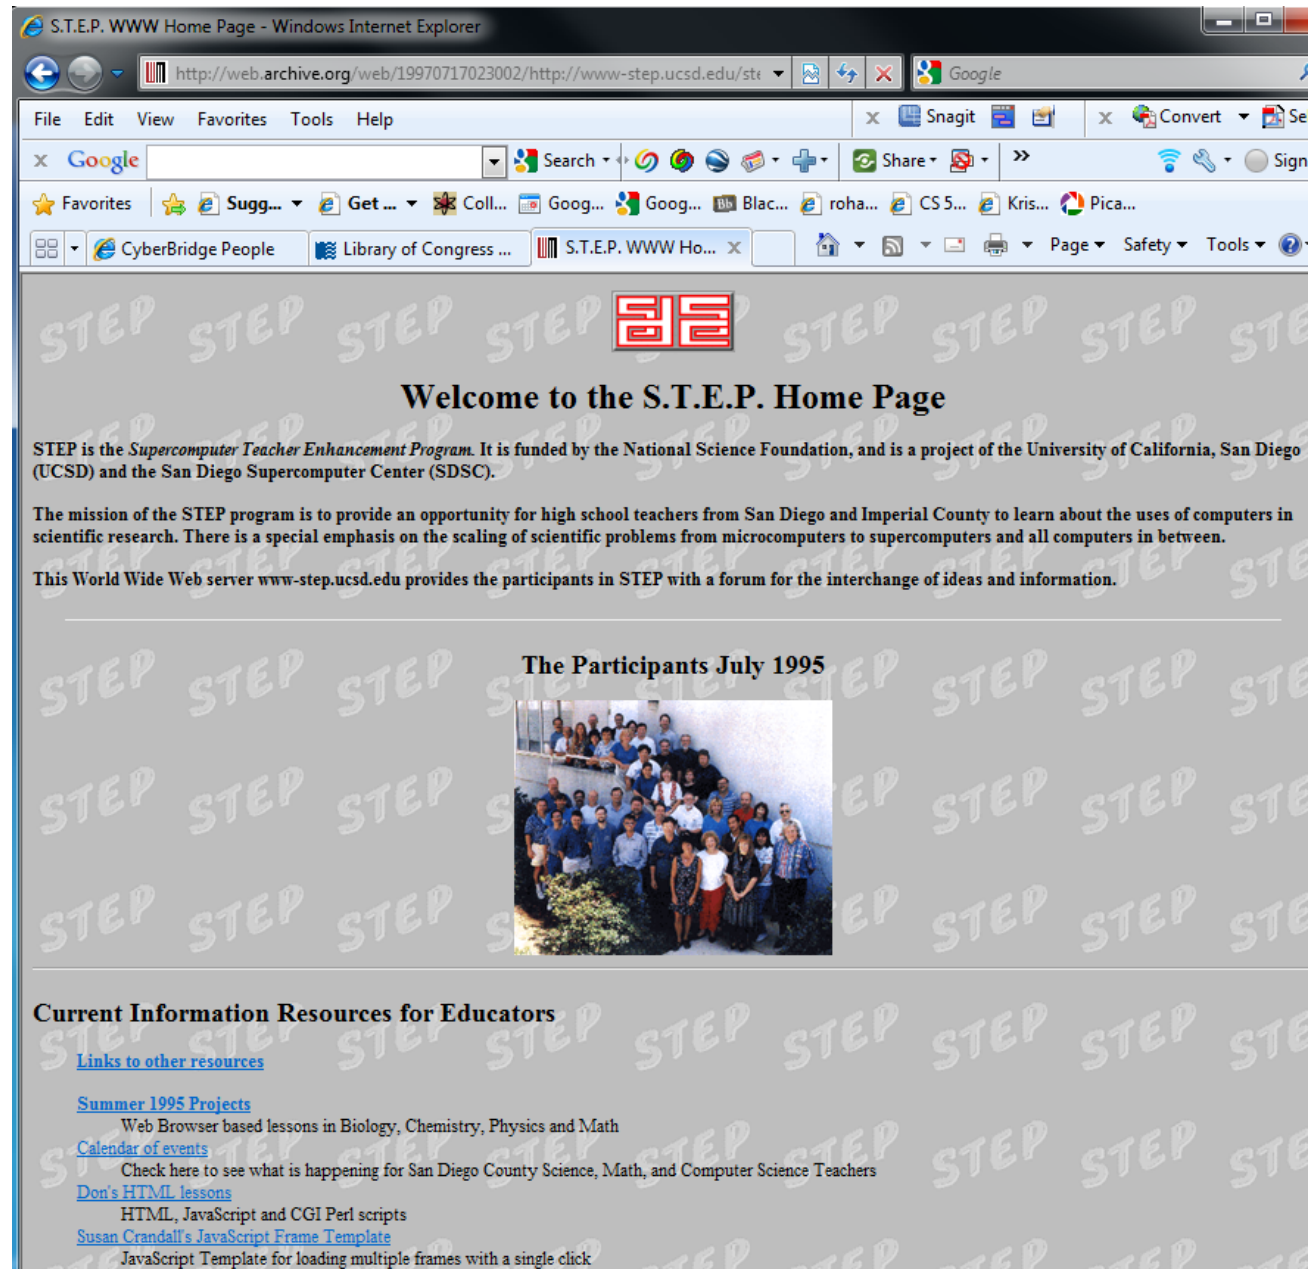 S.T.E.P. WWW Home Page - Windows Internet Explorer
http://web.archive.org/web/19970717023002/http://www-step.ucsd.edu/ste
Google
File Edit View Favorites Tools Help
x Snagit x Convert Se
x Google Search Share » Sign
Favorites Sugg... Get ... Coll... Goog... Goog... Bb Blac... roha... CS 5... Kris... Pica...
CyberBridge People Library of Congress ... S.T.E.P. WWW Ho... x Page Safety Tools
STEP STEP STEP STEP STEP STEP STEP
Welcome to the S.T.E.P. Home Page
STEP is the Supercomputer Teacher Enhancement Program. It is funded by the National Science Foundation, and is a project of the University of California, San Diego
(UCSD) and the San Diego Supercomputer Center (SDSC).
The mission of the STEP program is to provide an opportunity for high school teachers from San Diego and Imperial County to learn about the uses of computers in
scientific research. There is a special emphasis on the scaling of scientific problems from microcomputers to supercomputers and all computers in between.
This World Wide Web server www-step.ucsd.edu provides the participants in STEP with a forum for the interchange of ideas and information.
The Participants July 1995
Current Information Resources for Educators
Links to other resources
Summer 1995 Projects
Web Browser based lessons in Biology, Chemistry, Physics and Math
Calendar of events
Check here to see what is happening for San Diego County Science, Math, and Computer Science Teachers
Don's HTML lessons
HTML, JavaScript and CGI Perl scripts
Susan Crandall's JavaScript Frame Template
JavaScript Template for loading multiple frames with a single click